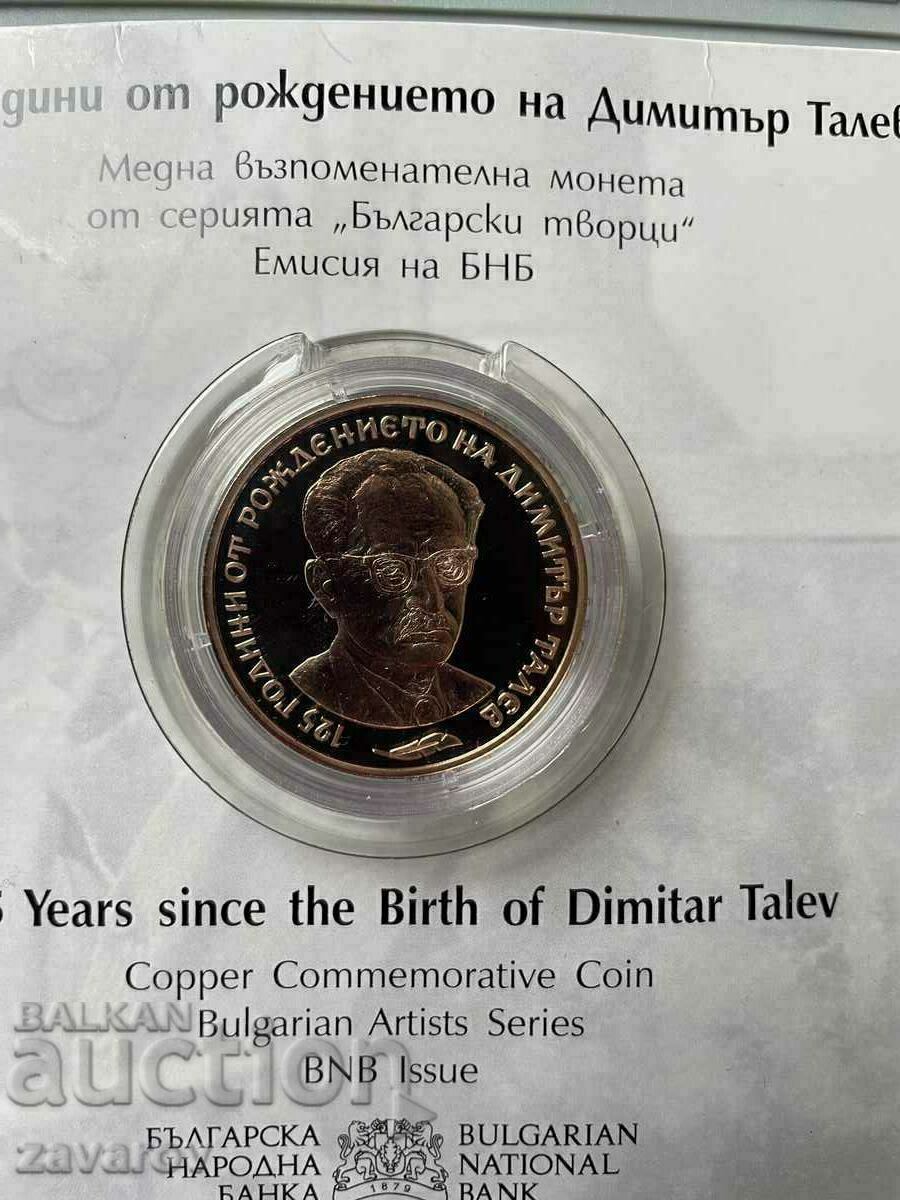 дини от рождението на Димитър Талев
Медна възпоменателна монета
от серията „Български творци“
Емисия на БНБ
125 ГОДИНИ ОТ РОЖДЕНИЕТО НА ДИМИТЪР ТАЛЕВ
5 Years since the Birth of Dimitar Talev
Copper Commemorative Coin
Bulgarian Artists Series
BNB Issue
BALKAN
auction
zavarov
БЪЛГАРСКА
НАРОДНА
БАНКА
1879
BULGARIAN
NATIONAL
BANK